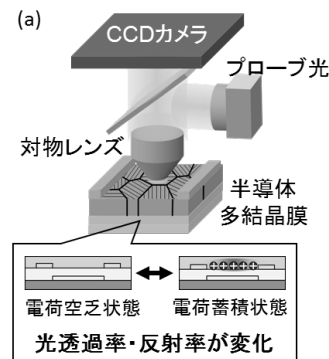 (a)
CCDカメラ
プローブ光
対物レンズ
半導体
多結晶膜
電荷空乏状態
電荷蓄積状態
光透過率・反射率が変化